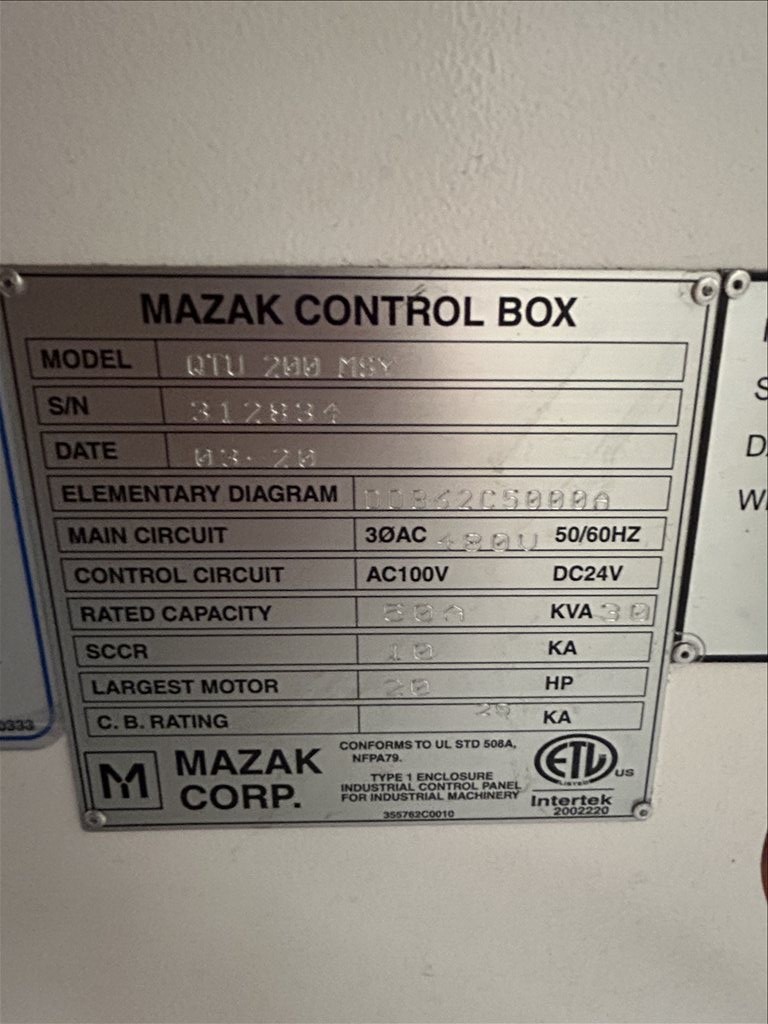 MAZAK CONTROL BOX
MODEL QTU 200 MSY
S/N 312834
DATE 03-20
ELEMENTARY DIAGRAM
MAIN CIRCUIT 3ØAC 480V 50/60HZ
CONTROL CIRCUIT AC100V DC24V
RATED CAPACITY 50A KVA 30
SCCR 10 KA
LARGEST MOTOR 20 HP
C. B. RATING KA
MAZAK CORP.
CONFORMS TO UL STD 508A,
NFPA79.
TYPE 1 ENCLOSURE
INDUSTRIAL CONTROL PANEL
FOR INDUSTRIAL MACHINERY
355762C0010
ETL US
LISTED
Intertek
2002220
0333